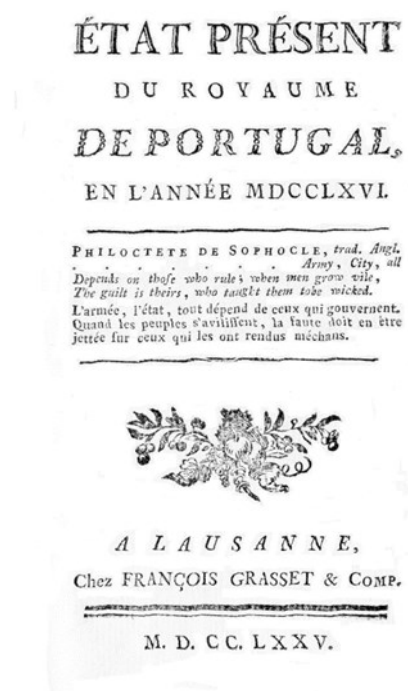 ÉTAT PRÉSENT
DU ROYAUME
DE PORTUGAL,
EN L'ANNÉE MDCCLXVI.
PHILOCTETE DE SOPHOCLE, trad. Angl.
. . . . . . . Army, City, all
Depends on thoſe who rule; when men grow vile,
The guilt is theirs, who taught them tobe wicked.
L'armée, l'état, tout dépend de ceux qui gouvernent.
Quand les peuples s'aviliſſent, la faute doit en être
jettée ſur ceux qui les ont rendus méchans.
A LAUSANNE,
Chez FRANÇOIS GRASSET & COMP.
M. D. CC. LXXV.